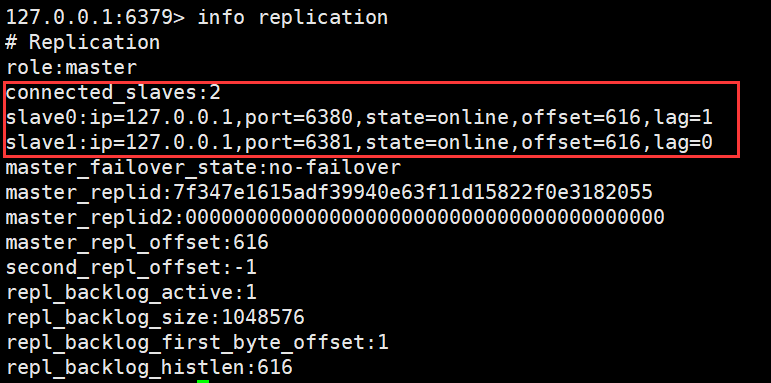 127.0.0.1:6379> info replication
# Replication
role:master
connected_slaves:2
slave0:ip=127.0.0.1,port=6380,state=online,offset=616,lag=1
slave1:ip=127.0.0.1,port=6381,state=online,offset=616,lag=0
master_failover_state:no-failover
master_replid:7f347e1615adf39940e63f11d15822f0e3182055
master_replid2:0000000000000000000000000000000000000000
master_repl_offset:616
second_repl_offset:-1
repl_backlog_active:1
repl_backlog_size:1048576
repl_backlog_first_byte_offset:1
repl_backlog_histlen:616